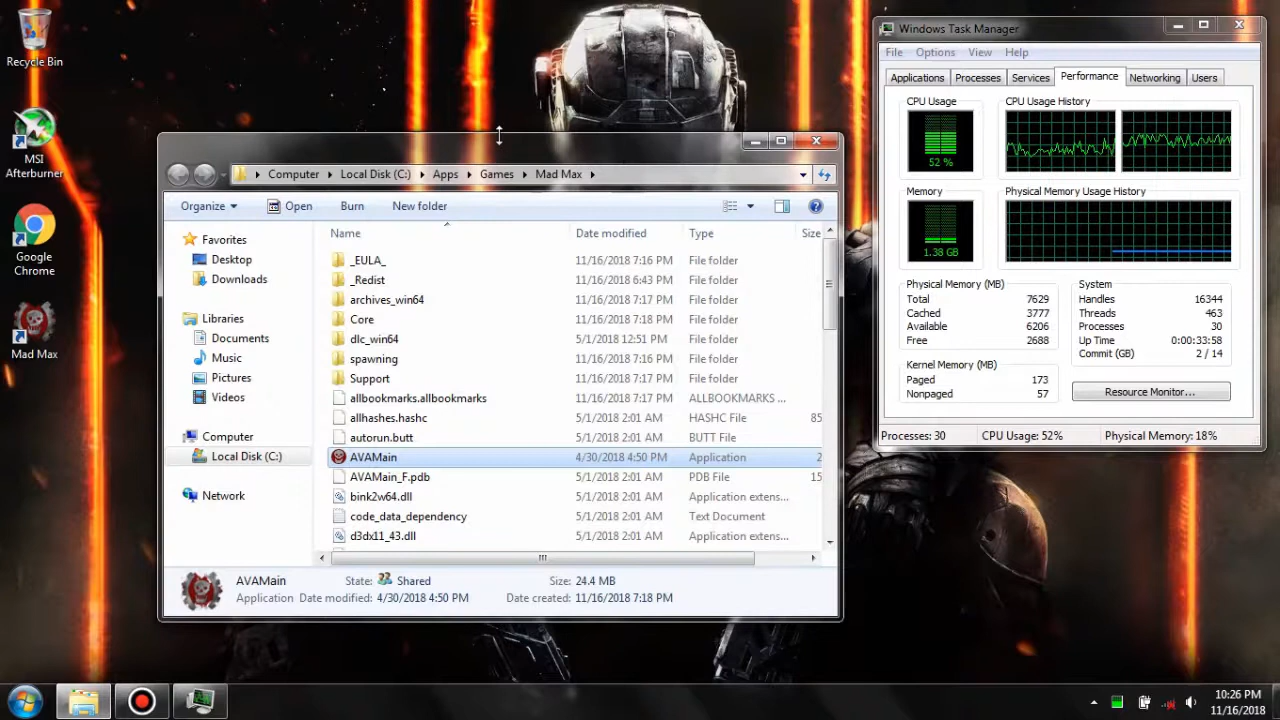 Recycle Bin
MSI
Afterburner
Google
Chrome
Mad Max
Computer Local Disk (C:) Apps Games Mad Max
Organize Open Burn New folder
Favorites
Desktop
Downloads
Libraries
Documents
Music
Pictures
Videos
Computer
Local Disk (C:)
Network
Name Date modified Type Size
_EULA_ 11/16/2018 7:16 PM File folder
_Redist 11/16/2018 6:43 PM File folder
archives_win64 11/16/2018 7:17 PM File folder
Core 11/16/2018 7:18 PM File folder
dlc_win64 5/1/2018 12:51 PM File folder
spawning 11/16/2018 7:16 PM File folder
Support 11/16/2018 7:17 PM File folder
allbookmarks.allbookmarks 11/16/2018 7:17 PM ALLBOOKMARKS ...
allhashes.hashc 5/1/2018 2:01 AM HASHC File 85
autorun.butt 5/1/2018 2:01 AM BUTT File
AVAMain 4/30/2018 4:50 PM Application 2
AVAMain_F.pdb 5/1/2018 2:01 AM PDB File 15
bink2w64.dll 5/1/2018 2:01 AM Application extens...
code_data_dependency 5/1/2018 2:01 AM Text Document
d3dx11_43.dll 5/1/2018 2:01 AM Application extens...
AVAMain State: Shared Size: 24.4 MB
Application Date modified: 4/30/2018 4:50 PM Date created: 11/16/2018 7:18 PM
Windows Task Manager
File Options View Help
Applications Processes Services Performance Networking Users
CPU Usage CPU Usage History
52 %
Memory Physical Memory Usage History
1.38 GB
Physical Memory (MB)
Total 7629
Cached 3777
Available 6206
Free 2688
Kernel Memory (MB)
Paged 173
Nonpaged 57
System
Handles 16344
Threads 463
Processes 30
Up Time 0:00:33:58
Commit (GB) 2 / 14
Resource Monitor...
Processes: 30 CPU Usage: 52% Physical Memory: 18%
10:26 PM
11/16/2018